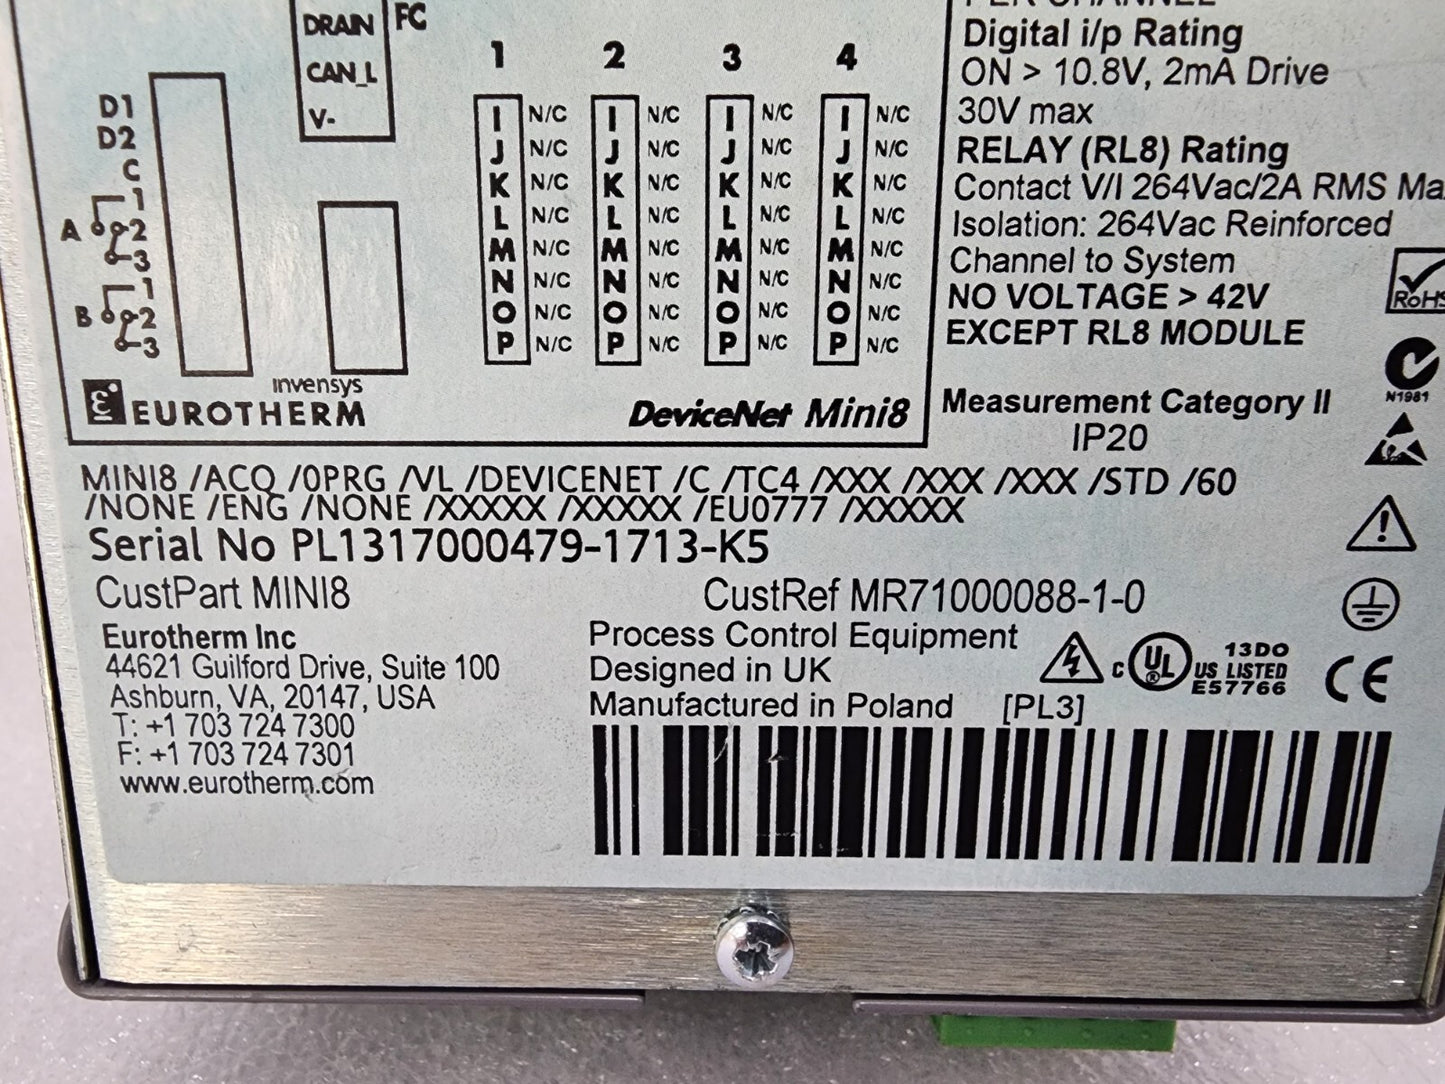 DRAIN FC
CAN_L
V-
D1
D2
C
1
A 2
3
1
B 2
3
1 2 3 4
I N/C I N/C I N/C I N/C
J N/C J N/C J N/C J N/C
K N/C K N/C K N/C K N/C
L N/C L N/C L N/C L N/C
M N/C M N/C M N/C M N/C
N N/C N N/C N N/C N N/C
O N/C O N/C O N/C O N/C
P N/C P N/C P N/C P N/C
invensys
EUROTHERM
DeviceNet Mini8
PER CHANNEL
Digital i/p Rating
ON > 10.8V, 2mA Drive
30V max
RELAY (RL8) Rating
Contact V/I 264Vac/2A RMS Ma
Isolation: 264Vac Reinforced
Channel to System
NO VOLTAGE > 42V
EXCEPT RL8 MODULE
Measurement Category II
IP20
RoHS
N1981
MINI8 /ACQ /0PRG /VL /DEVICENET /C /TC4 /XXX /XXX /XXX /STD /60
/NONE /ENG /NONE /XXXXX /XXXXX /EU0777 /XXXXX
Serial No PL1317000479-1713-K5
CustPart MINI8 CustRef MR71000088-1-0
Eurotherm Inc
44621 Guilford Drive, Suite 100
Ashburn, VA, 20147, USA
T: +1 703 724 7300
F: +1 703 724 7301
www.eurotherm.com
Process Control Equipment
Designed in UK
Manufactured in Poland [PL3]
C UL ® US LISTED
13DO
E57766
CE